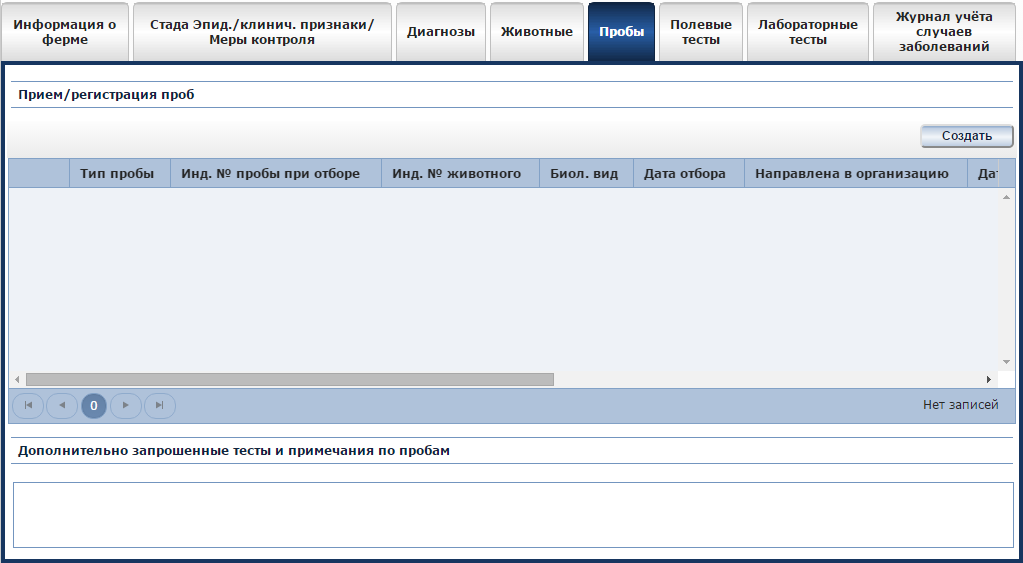 Информация о
ферме
Стада Эпид./клинич. признаки/
Меры контроля
Диагнозы
Животные
Пробы
Полевые
тесты
Лабораторные
тесты
Журнал учёта
случаев
заболеваний
Прием/регистрация проб
Создать
Тип пробы
Инд. № пробы при отборе
Инд. № животного
Биол. вид
Дата отбора
Направлена в организацию
0
Нет записей
Дополнительно запрошенные тесты и примечания по пробам